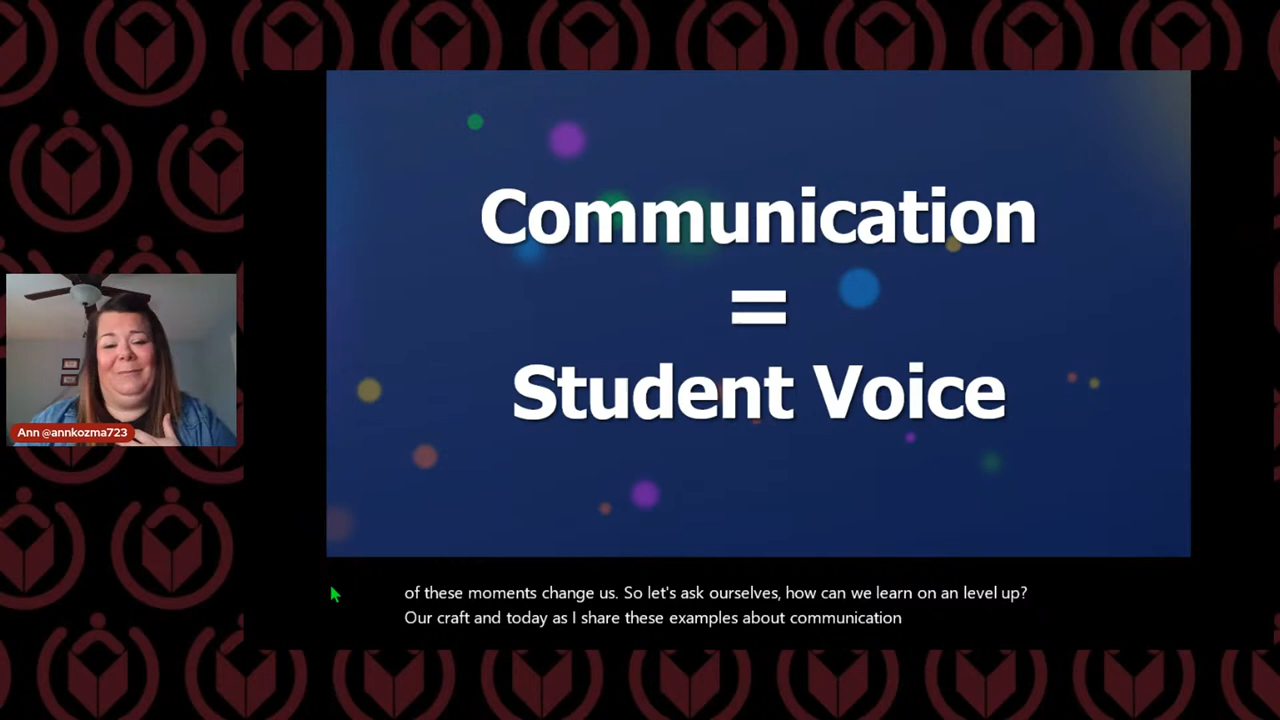 Communication
=
Student Voice
Ann @annkozma723
of these moments change us. So let's ask ourselves, how can we learn on an level up?
Our craft and today as I share these examples about communication